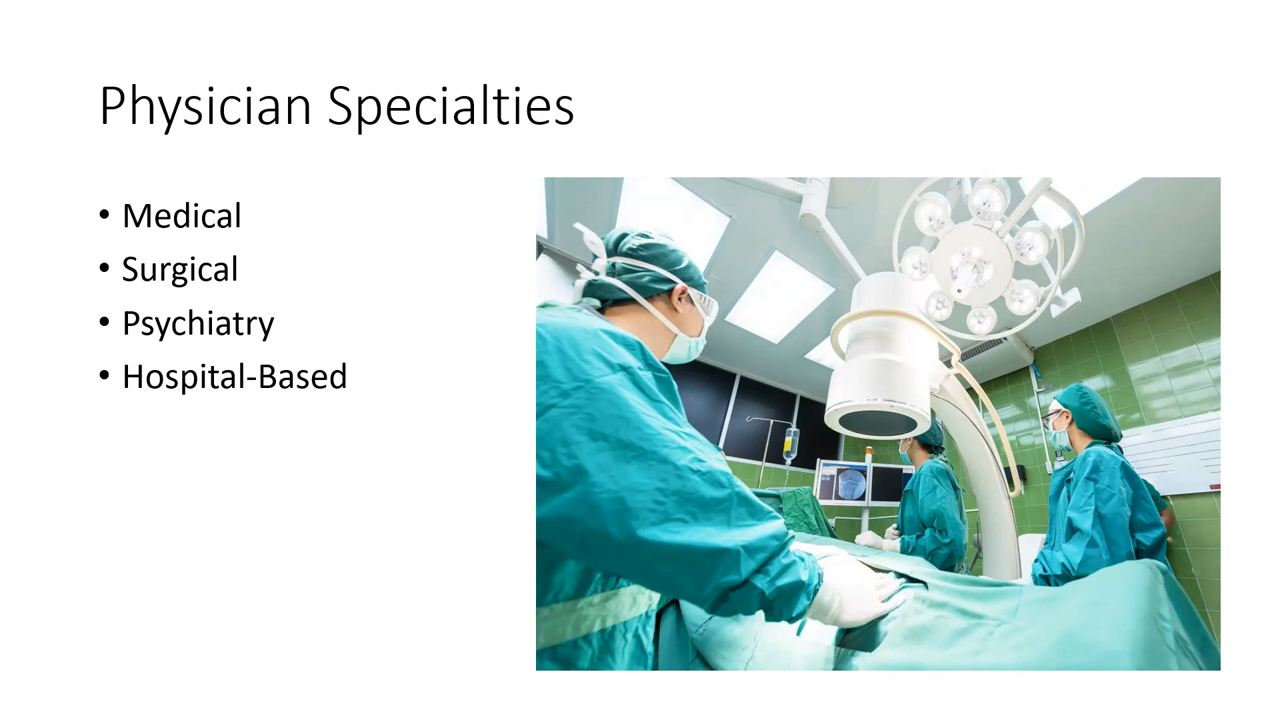 Physician Specialties
• Medical
• Surgical
• Psychiatry
• Hospital-Based